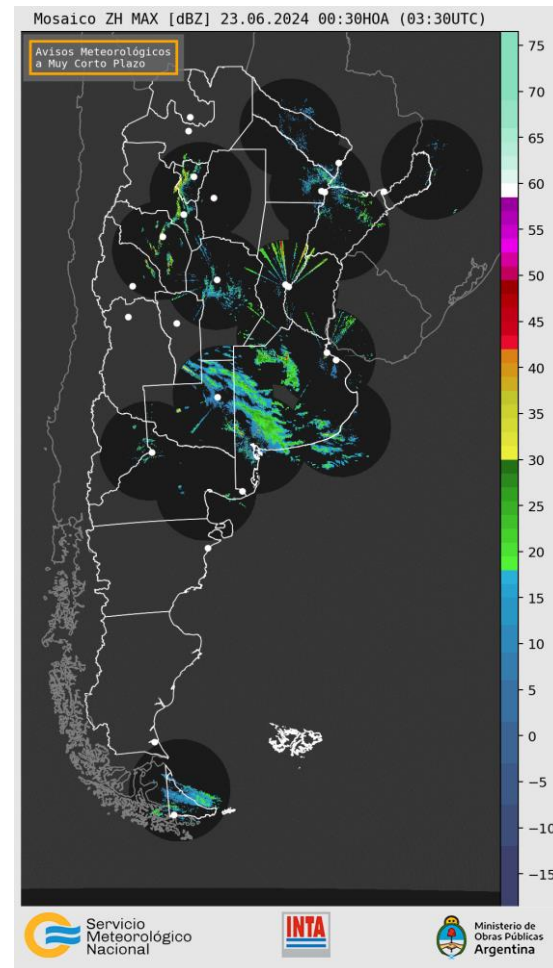 Mosaico ZH MAX [dBZ] 23.06.2024 00:30HOA (03:30UTC)
Avisos Meteorológicos
a Muy Corto Plazo
75
70
65
60
55
50
45
40
35
30
25
20
15
10
5
0
−5
−10
−15
Servicio
Meteorológico
Nacional
INTA
Ministerio de
Obras Públicas
Argentina